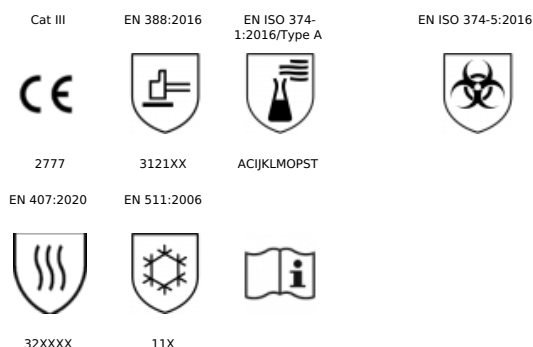 Cat III
EN 388:2016
EN ISO 374-
1:2016/Type A
EN ISO 374-5:2016
CE
2777
3121XX
ACIJKLMOPST
EN 407:2020
EN 511:2006
i
32XXXX
11X